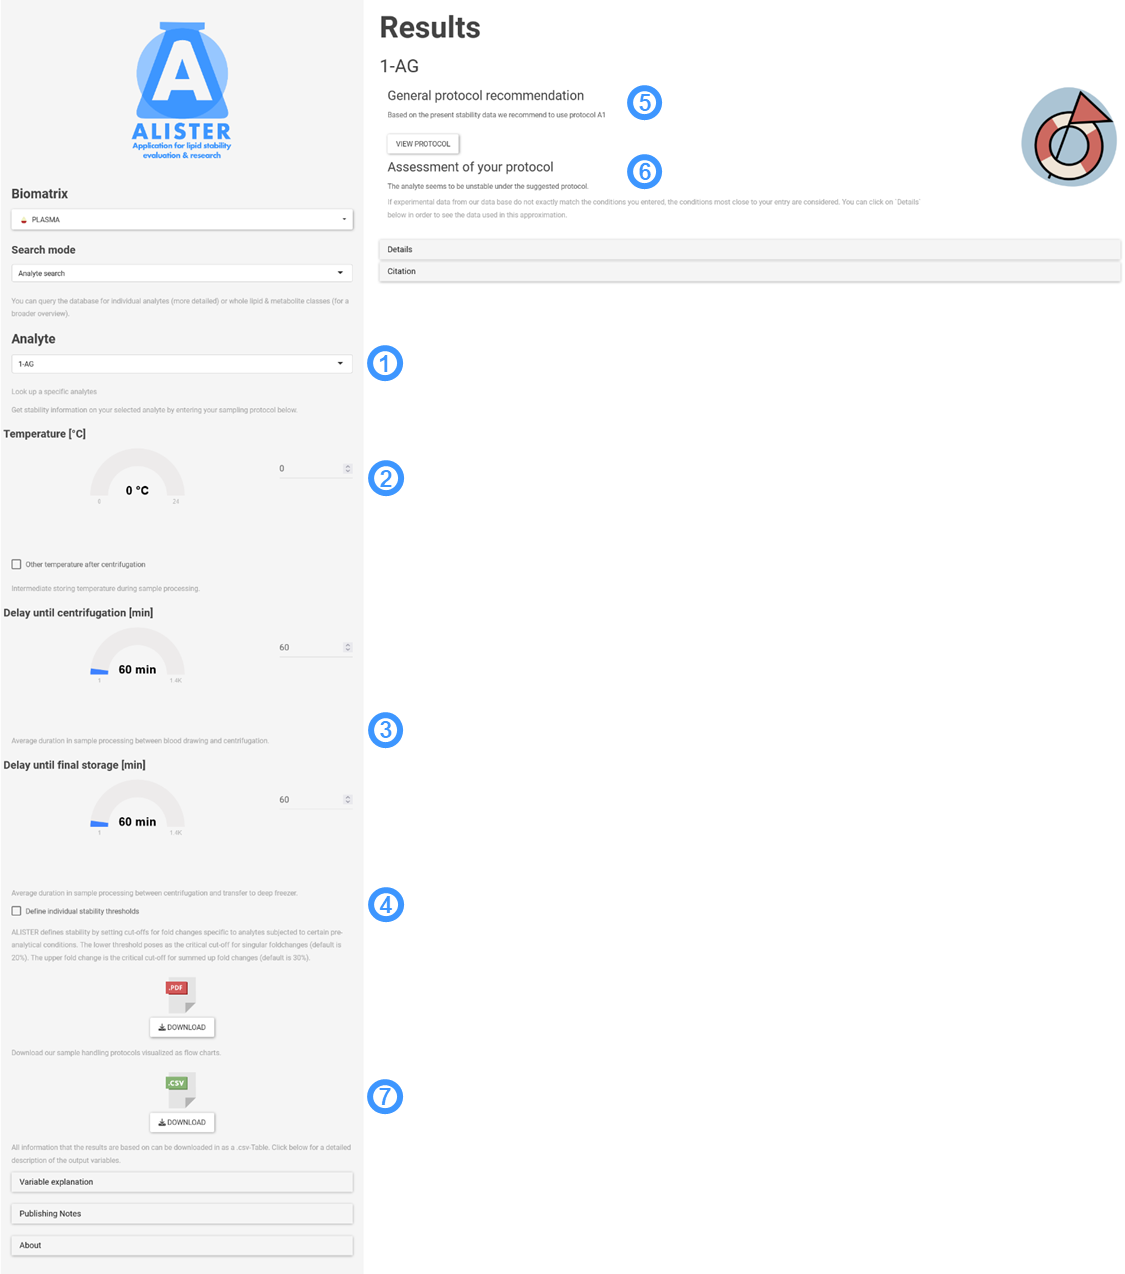 ALISTER
Application for lipid stability
evaluation & research
Biomatrix
PLASMA
Search mode
Analyte search
You can query the database for individual analytes (more detailed) or whole lipid & metabolite classes (for a
broader overview).
Analyte
1-AG
1
Look up a specific analytes
Get stability information on your selected analyte by entering your sampling protocol below.
Temperature [°C]
0 °C
0
24
0
2
Other temperature after centrifugation
Intermediate storing temperature during sample processing.
Delay until centrifugation [min]
60 min
1
1.4K
60
3
Average duration in sample processing between blood drawing and centrifugation.
Delay until final storage [min]
60 min
1
1.4K
60
Average duration in sample processing between centrifugation and transfer to deep freezer.
4
Define individual stability thresholds
ALISTER defines stability by setting cut-offs for fold changes specific to analytes subjected to certain pre-
analytical conditions. The lower threshold poses as the critical cut-off for singular foldchanges (default is
20%). The upper fold change is the critical cut-off for summed up fold changes (default is 30%).
.PDF
DOWNLOAD
Download our sample handling protocols visualized as flow charts.
.CSV
7
DOWNLOAD
All information that the results are based on can be downloaded in as a .csv-Table. Click below for a detailed
description of the output variables.
Variable explanation
Publishing Notes
About
Results
1-AG
General protocol recommendation
5
Based on the present stability data we recommend to use protocol A1
VIEW PROTOCOL
Assessment of your protocol
6
The analyte seems to be unstable under the suggested protocol.
If experimental data from our data base do not exactly match the conditions you entered, the conditions most close to your entry are considered. You can click on `Details`
below in order to see the data used in this approximation.
Details
Citation